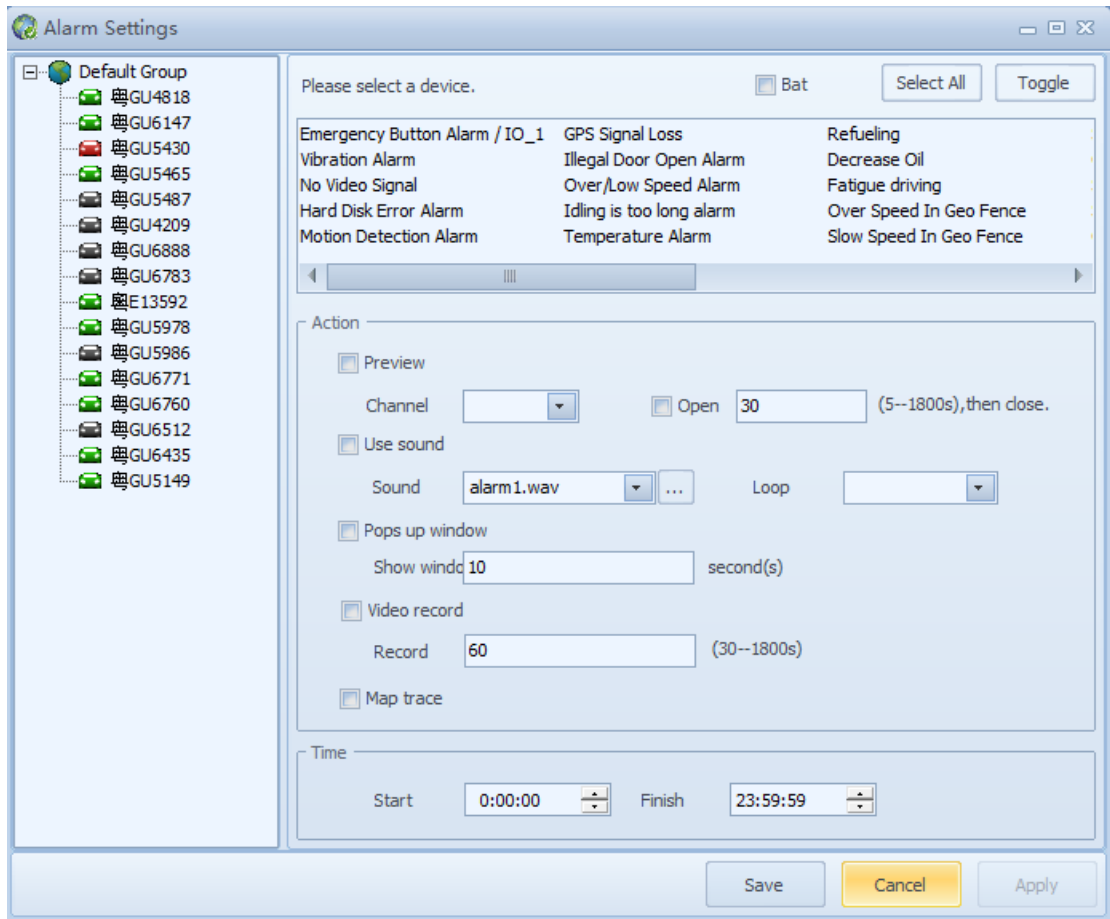 Alarm Settings
Default Group
粤GU4818
粤GU6147
粤GU5430
粤GU5465
粤GU5487
粤GU4209
粤GU6888
粤GU6783
粤E13592
粤GU5978
粤GU5986
粤GU6771
粤GU6760
粤GU6512
粤GU6435
粤GU5149
Please select a device. Bat Select All Toggle
Emergency Button Alarm / IO_1 GPS Signal Loss Refueling
Vibration Alarm Illegal Door Open Alarm Decrease Oil
No Video Signal Over/Low Speed Alarm Fatigue driving
Hard Disk Error Alarm Idling is too long alarm Over Speed In Geo Fence
Motion Detection Alarm Temperature Alarm Slow Speed In Geo Fence
Action
Preview
Channel Open 30 (5--1800s),then close.
Use sound
Sound alarm1.wav ... Loop
Pops up window
Show windo 10 second(s)
Video record
Record 60 (30--1800s)
Map trace
Time
Start 0:00:00 Finish 23:59:59
Save Cancel Apply